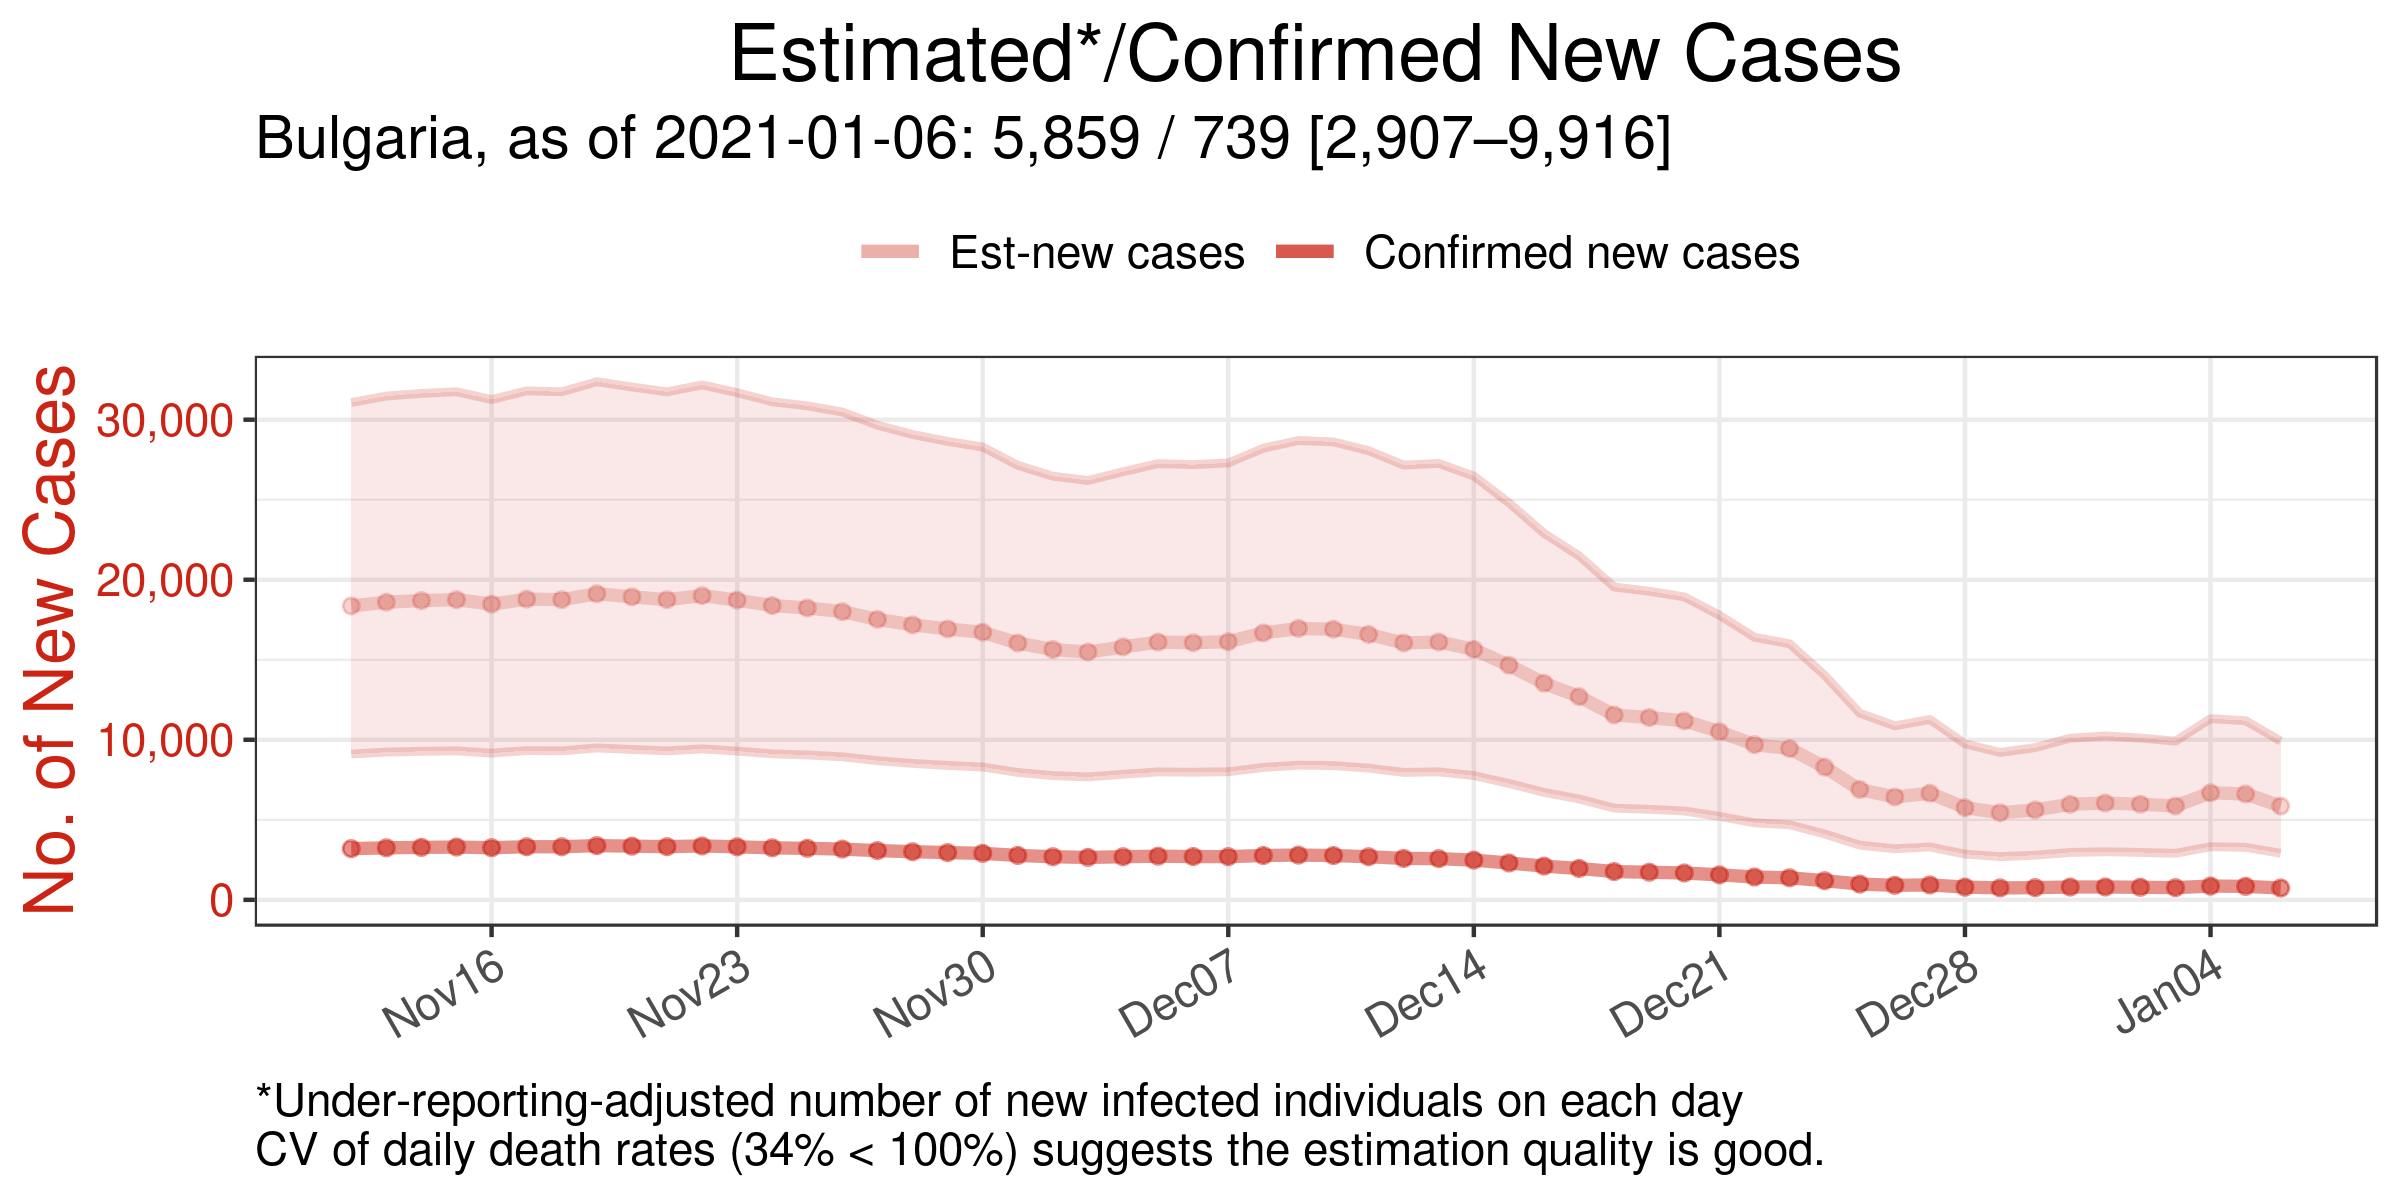 Estimated*/Confirmed New Cases
Bulgaria, as of 2021-01-06: 5,859 / 739 [2,907–9,916]
Est-new cases
Confirmed new cases
No. of New Cases
30,000
20,000
10,000
0
Nov16
Nov23
Nov30
Dec07
Dec14
Dec21
Dec28
Jan04
*Under-reporting-adjusted number of new infected individuals on each day
CV of daily death rates (34% < 100%) suggests the estimation quality is good.